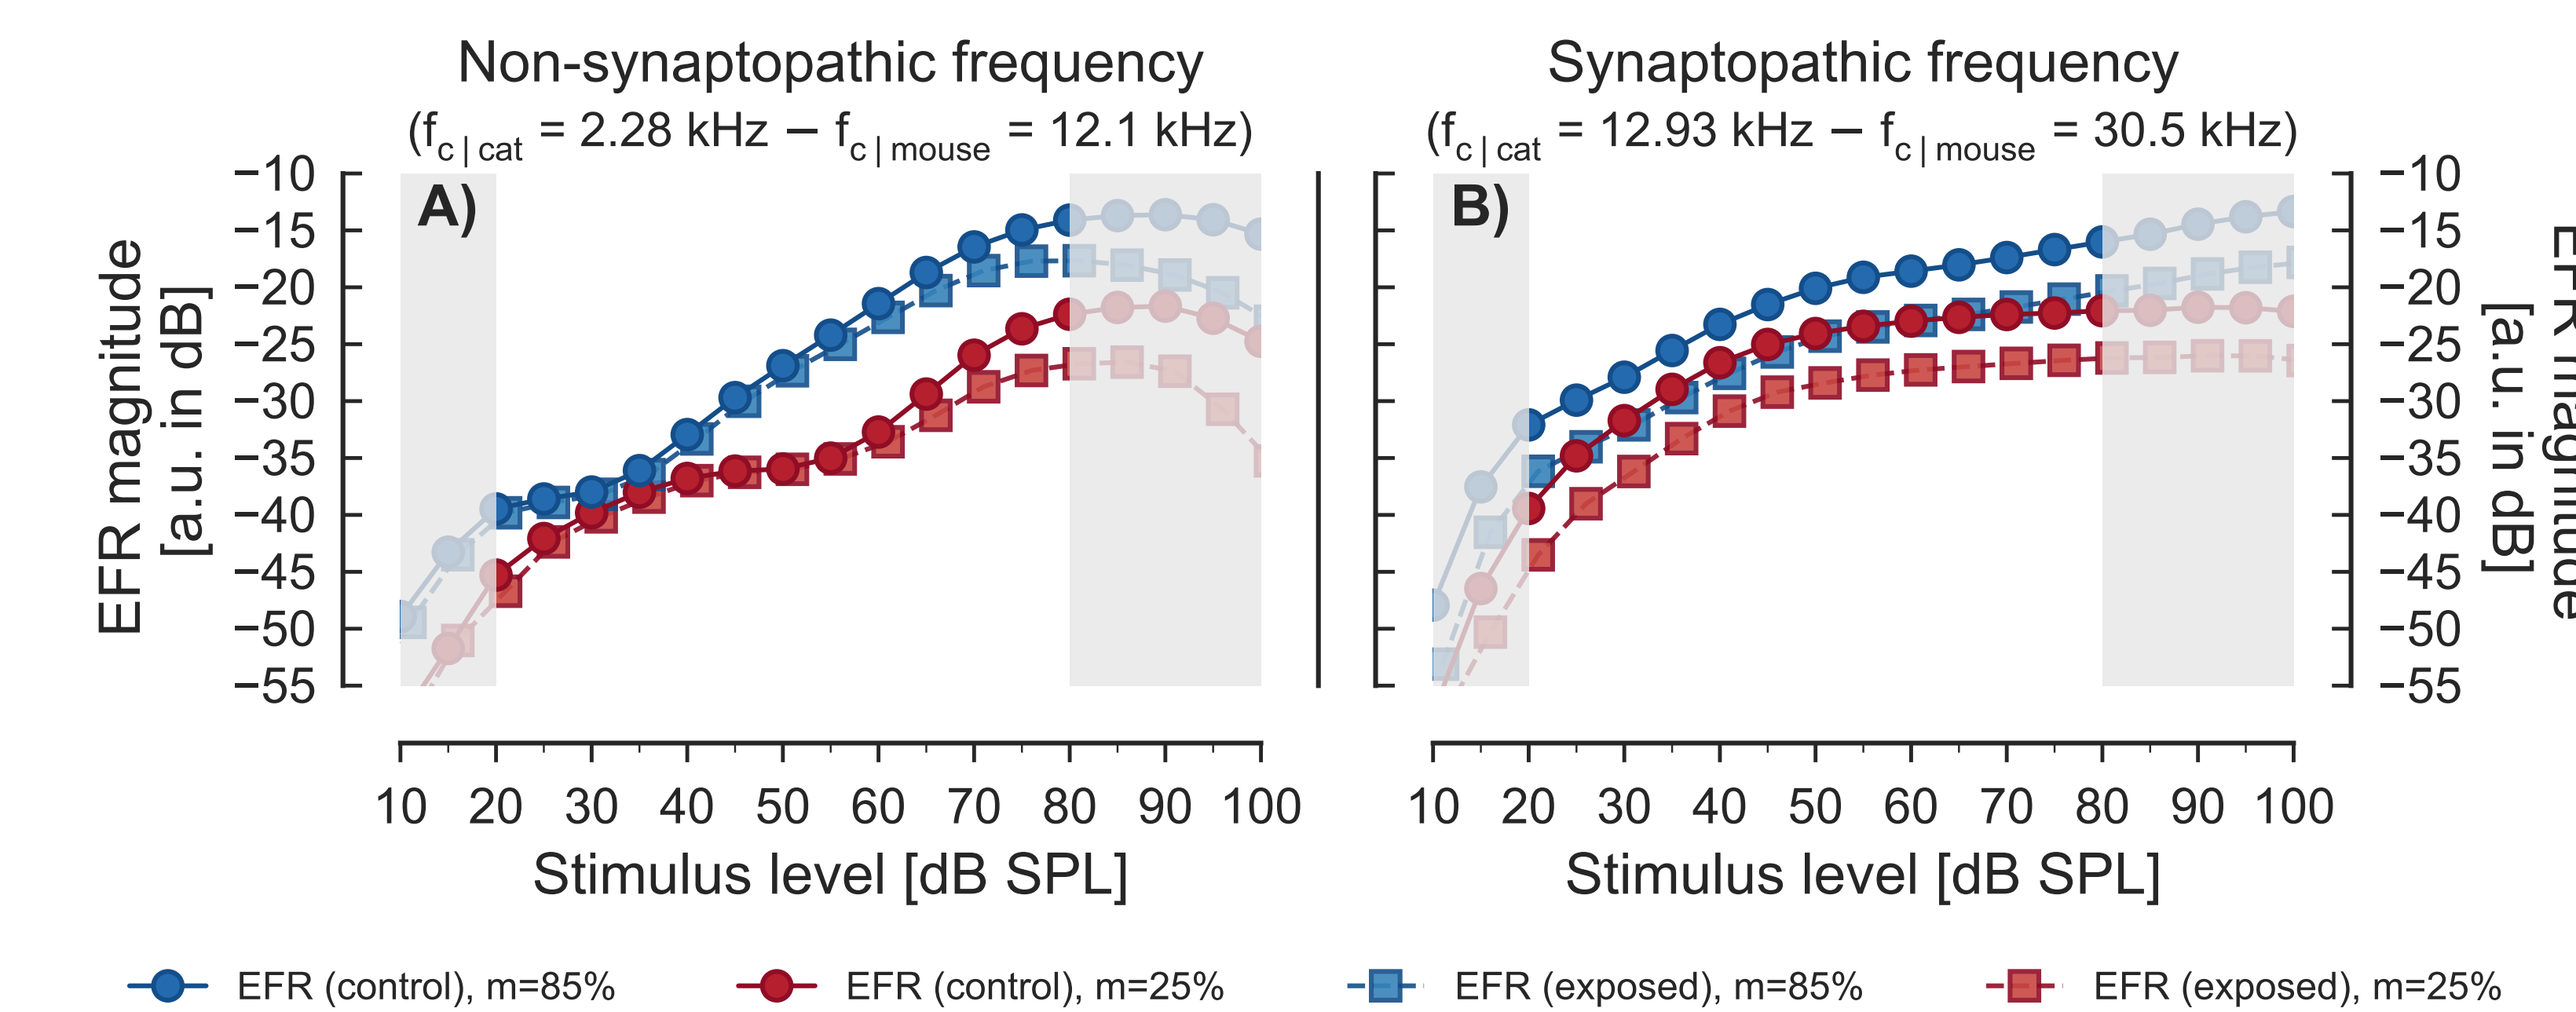 Non-synaptopathic frequency
(fc | cat = 2.28 kHz − fc | mouse = 12.1 kHz)
Synaptopathic frequency
(fc | cat = 12.93 kHz − fc | mouse = 30.5 kHz)
A)
B)
EFR magnitude
[a.u. in dB]
−10
−15
−20
−25
−30
−35
−40
−45
−50
−55
−10
−15
−20
−25
−30
−35
−40
−45
−50
−55
EFR magnitude
[a.u. in dB]
10 20 30 40 50 60 70 80 90 100
10 20 30 40 50 60 70 80 90 100
Stimulus level [dB SPL]
Stimulus level [dB SPL]
EFR (control), m=85%
EFR (control), m=25%
EFR (exposed), m=85%
EFR (exposed), m=25%